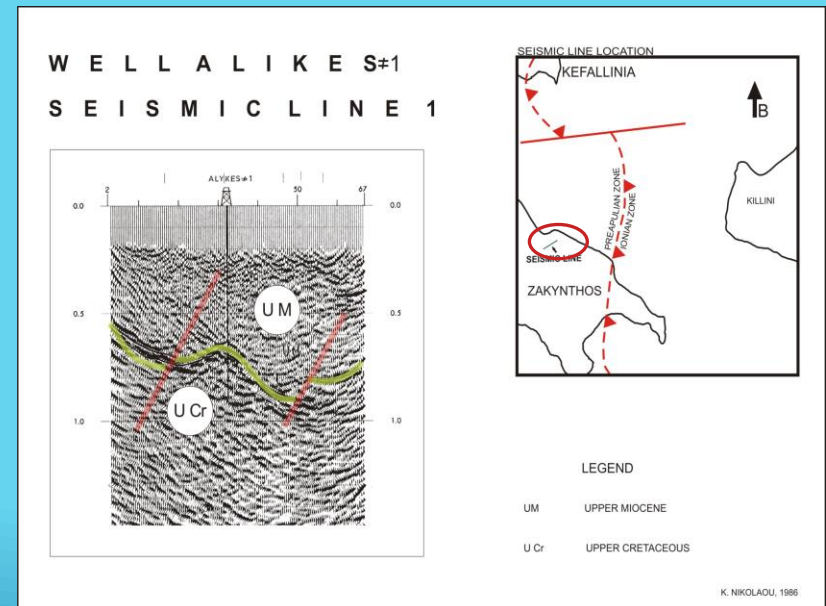 W E L L A L I K E S≠1
S E I S M I C L I N E 1
ALYKES≠1
2 50 67
0.0 0.0
0.5 0.5
1.0 1.0
U M
U Cr
SEISMIC LINE LOCATION
KEFALLINIA
B
PREAPULIAN ZONE
IONIAN ZONE
KILLINI
SEISMIC LINE
ZAKYNTHOS
LEGEND
UM UPPER MIOCENE
U Cr UPPER CRETACEOUS
K. NIKOLAOU, 1986